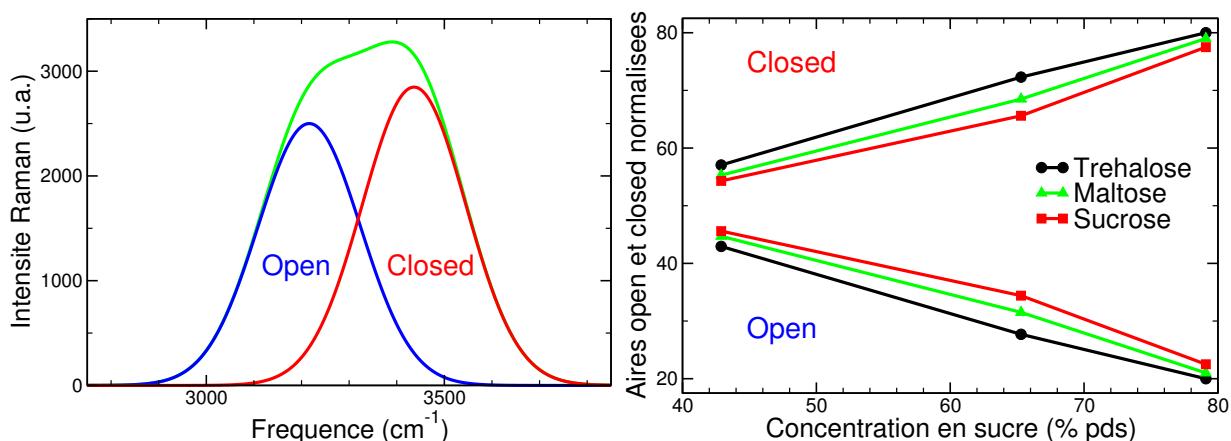 Intensite Raman (u.a.)
3000
2000
1000
0
Open
Closed
3000
3500
Frequence (cm⁻¹)
Aires open et closed normalisees
80
60
40
20
Closed
Trehalose
Maltose
Sucrose
Open
40
50
60
70
80
Concentration en sucre (% pds)